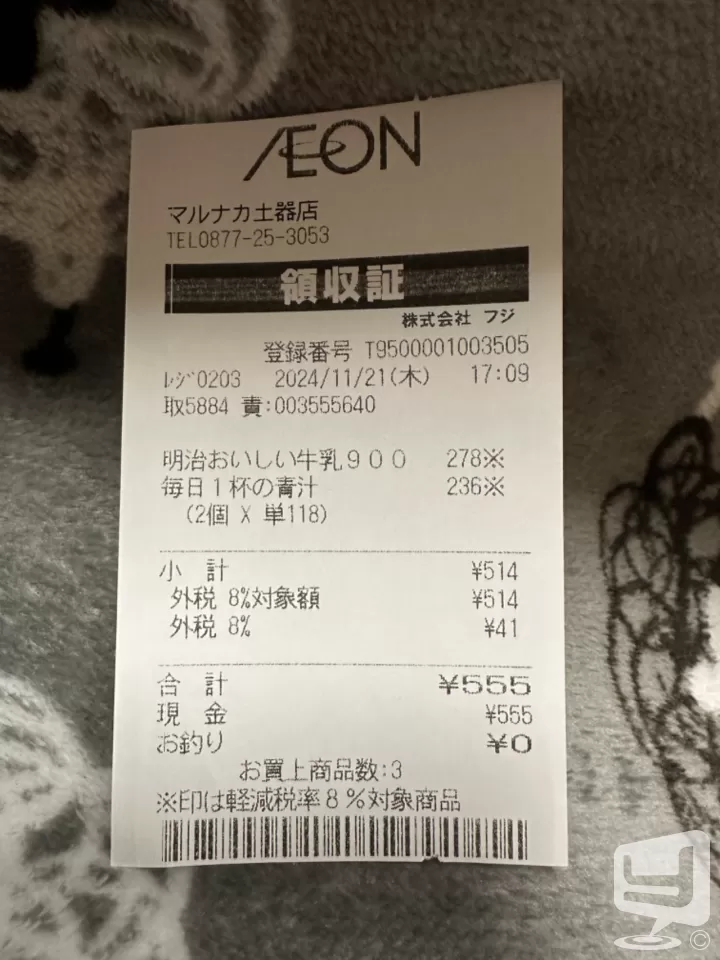 ÆON
マルナカ土器店
TEL0877-25-3053
領収証
株式会社 フジ
登録番号 T9500001003505
ﾚｼﾞ0203 2024/11/21(木) 17:09
取5884 責:003555640
明治おいしい牛乳９００ 278※
毎日１杯の青汁 236※
(2個 X 単118)
小 計 ¥514
外税 8%対象額 ¥514
外税 8% ¥41
合 計 ¥555
現 金 ¥555
お釣り ¥0
お買上商品数:3
※印は軽減税率８％対象商品
©